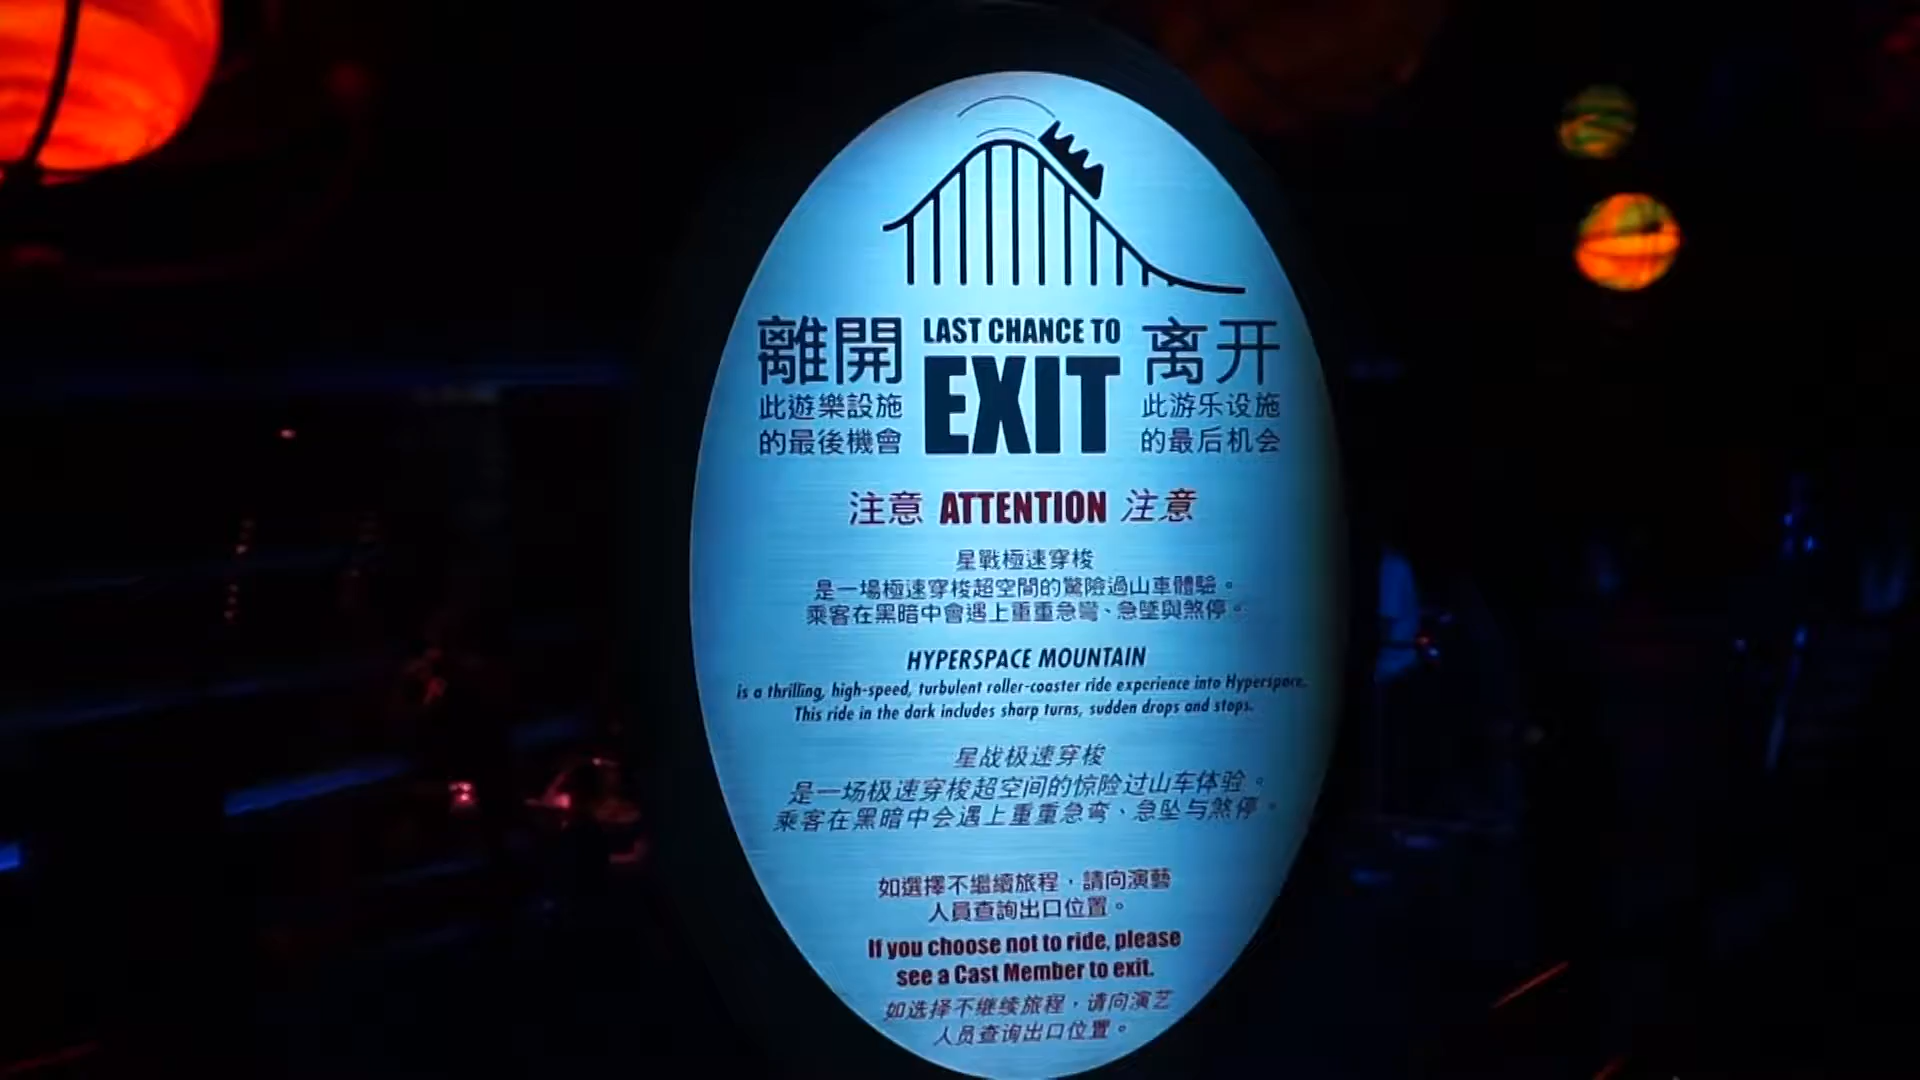 離開
此遊樂設施
的最後機會
LAST CHANCE TO
EXIT
离开
此游乐设施
的最后机会
注意 ATTENTION 注意
星戰極速穿梭
是一場極速穿梭超空間的驚險過山車體驗。
乘客在黑暗中會遇上重重急彎、急墜與煞停。
HYPERSPACE MOUNTAIN
is a thrilling, high-speed, turbulent roller-coaster ride experience into Hyperspace.
This ride in the dark includes sharp turns, sudden drops and stops.
星战极速穿梭
是一场极速穿梭超空间的惊险过山车体验。
乘客在黑暗中会遇上重重急弯、急坠与煞停。
如選擇不繼續旅程，請向演藝
人員查詢出口位置。
If you choose not to ride, please
see a Cast Member to exit.
如选择不继续旅程，请向演艺
人员查询出口位置。